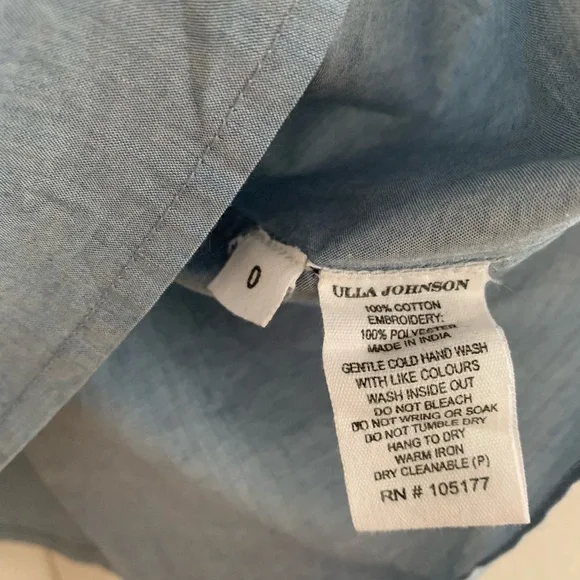 0
ULLA JOHNSON
100% COTTON
EMBROIDERY:
100% POLYESTER
MADE IN INDIA
GENTLE COLD HAND WASH
WITH LIKE COLOURS
WASH INSIDE OUT
DO NOT BLEACH
DO NOT WRING OR SOAK
DO NOT TUMBLE DRY
HANG TO DRY
WARM IRON
DRY CLEANABLE (P)
RN # 105177